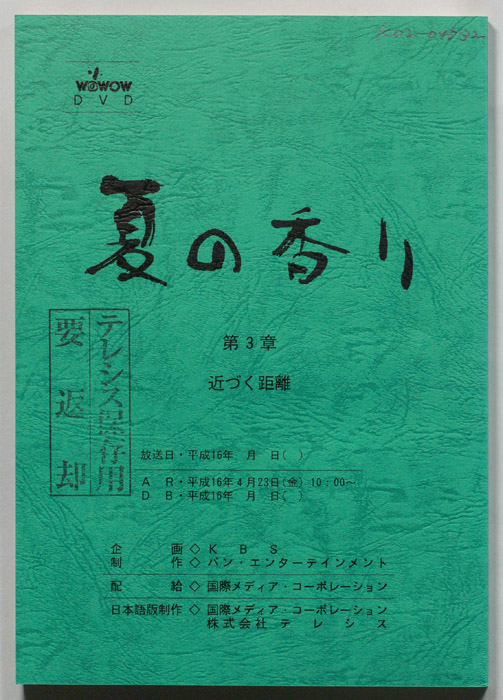 WOWOW
DVD
夏の香り
第3章
近づく距離
テレシス保存用
要返却
放送日・平成16年 月 日( )
A R・平成16年4月23日(金)10:00〜
D B・平成16年 月 日( )
企画◇KBS
制作◇パン・エンターテインメント
配給◇国際メディア・コーポレーション
日本語版制作◇国際メディア・コーポレーション
株式会社テレシス